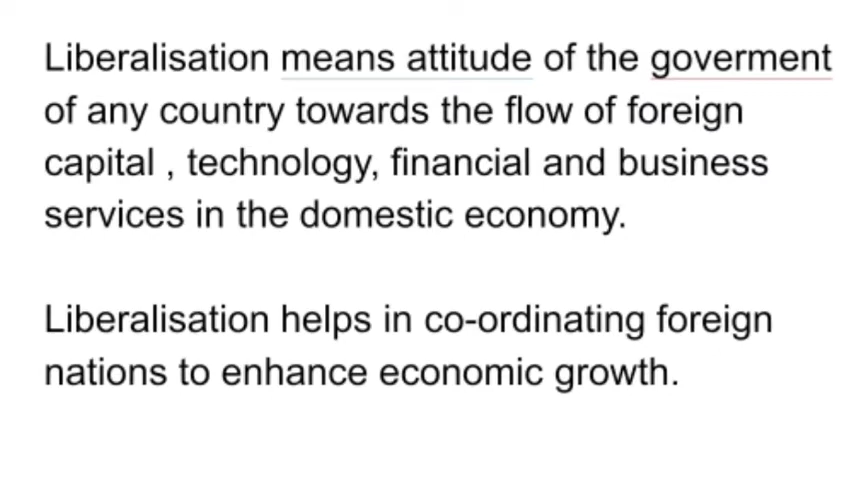 Liberalisation means attitude of the goverment
of any country towards the flow of foreign
capital , technology, financial and business
services in the domestic economy.
Liberalisation helps in co-ordinating foreign
nations to enhance economic growth.